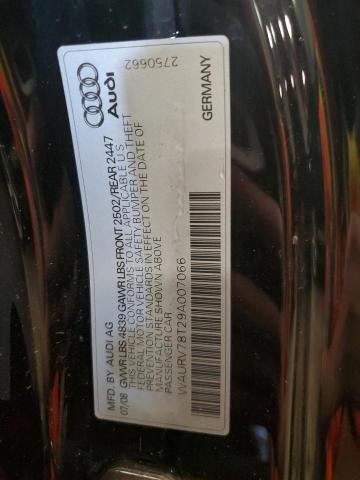 2750662
Audi
GERMANY
MFD. BY AUDI AG
07/08 GVWR LBS 4839 GAWR LBS FRONT 2502/REAR 2447
THIS VEHICLE CONFORMS TO ALL APPLICABLE U.S.
FEDERAL MOTOR VEHICLE SAFETY BUMPER AND THEFT
PREVENTION STANDARDS IN EFFECT ON THE DATE OF
MANUFACTURE SHOWN ABOVE
PASSENGER CAR
WAURV78T29A007066